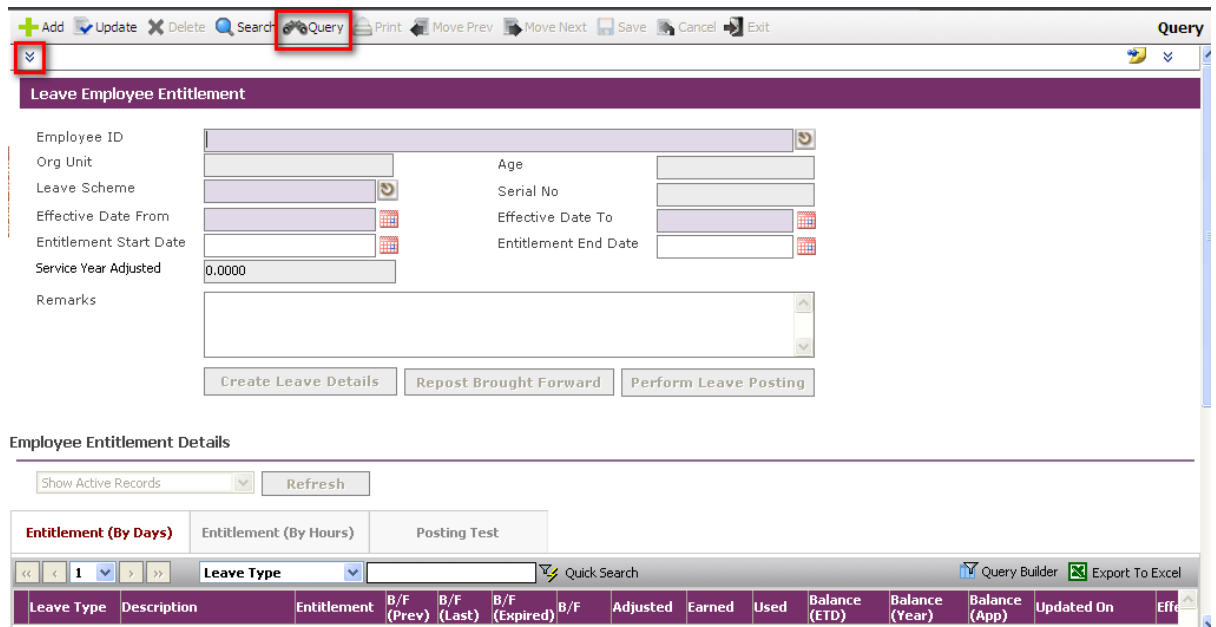 Add Update Delete Search Query Print Move Prev Move Next Save Cancel Exit Query
Leave Employee Entitlement
Employee ID
Org Unit Age
Leave Scheme Serial No
Effective Date From Effective Date To
Entitlement Start Date Entitlement End Date
Service Year Adjusted 0.0000
Remarks
Create Leave Details Repost Brought Forward Perform Leave Posting
Employee Entitlement Details
Show Active Records Refresh
Entitlement (By Days) Entitlement (By Hours) Posting Test
<< < 1 > >> Leave Type Quick Search Query Builder Export To Excel
Leave Type Description Entitlement B/F (Prev) B/F (Last) B/F (Expired) B/F Adjusted Earned Used Balance (ETD) Balance (Year) Balance (App) Updated On Effe